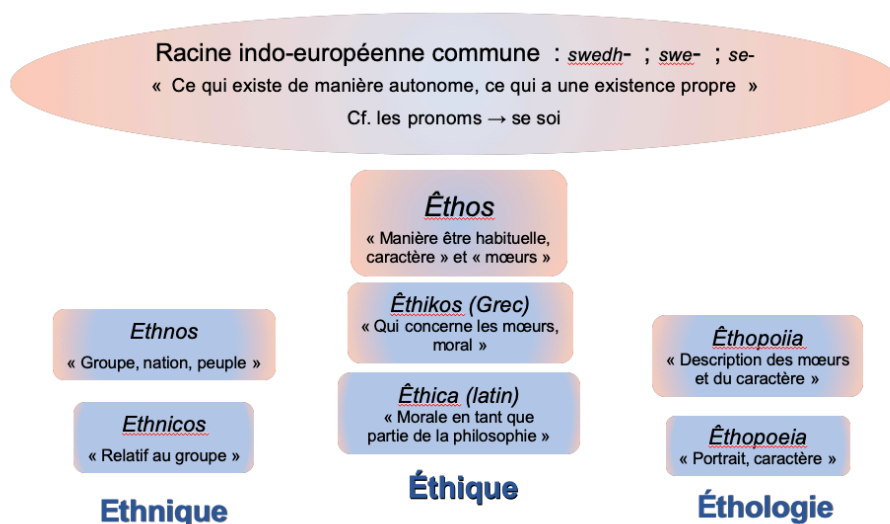 Racine indo-européenne commune : swedh- ; swe- ; se-
« Ce qui existe de manière autonome, ce qui a une existence propre »
Cf. les pronoms → se soi
Êthos
« Manière être habituelle,
caractère » et « mœurs »
Êthikos (Grec)
« Qui concerne les mœurs,
moral »
Êthica (latin)
« Morale en tant que
partie de la philosophie »
Éthique
Ethnos
« Groupe, nation, peuple »
Ethnicos
« Relatif au groupe »
Ethnique
Êthopoiia
« Description des mœurs
et du caractère »
Êthopoeia
« Portrait, caractère »
Éthologie